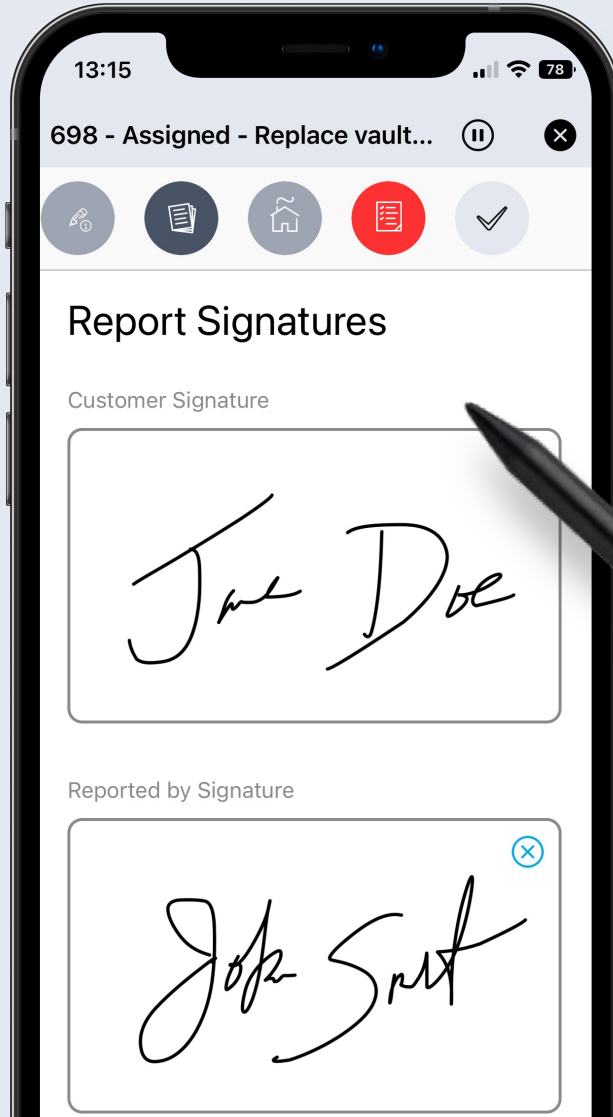 13:15
78
698 - Assigned - Replace vault...
Report Signatures
Customer Signature
Jane Doe
Reported by Signature
John Smith